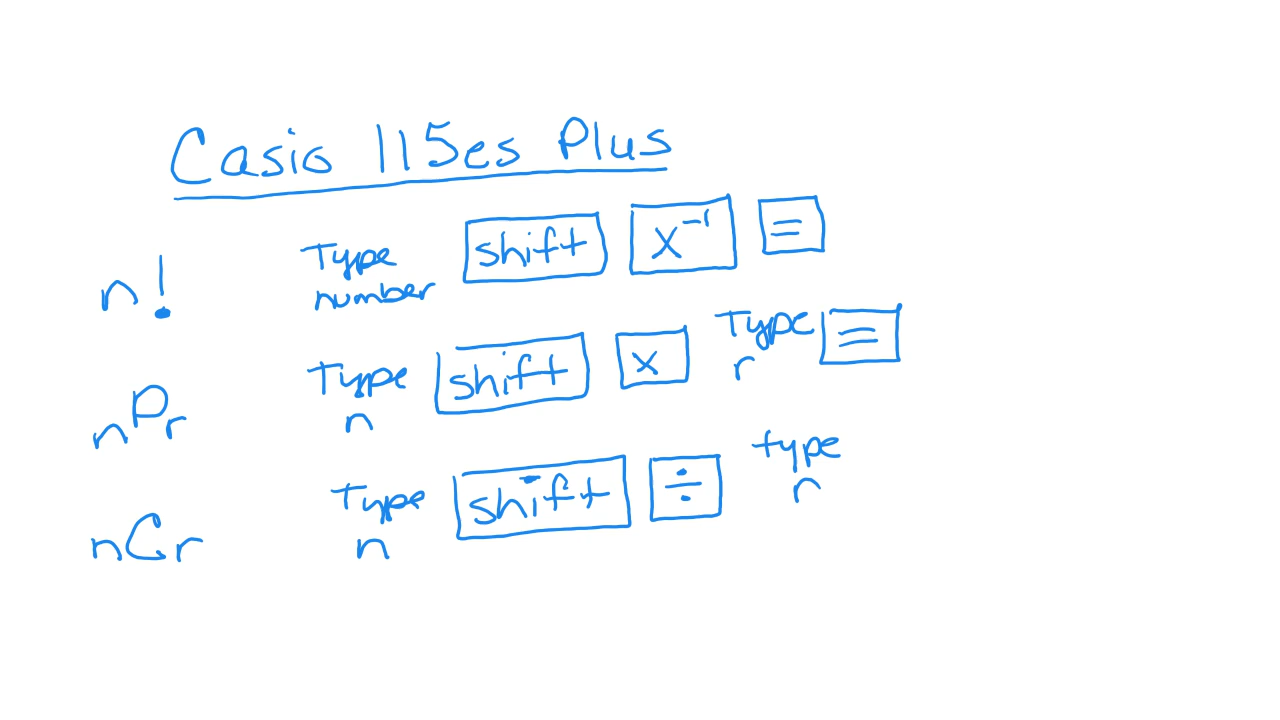 Casio 115es Plus
n! Type number shift x⁻¹ =
nPr Type n shift x Type r =
nCr Type n shift ÷ type r